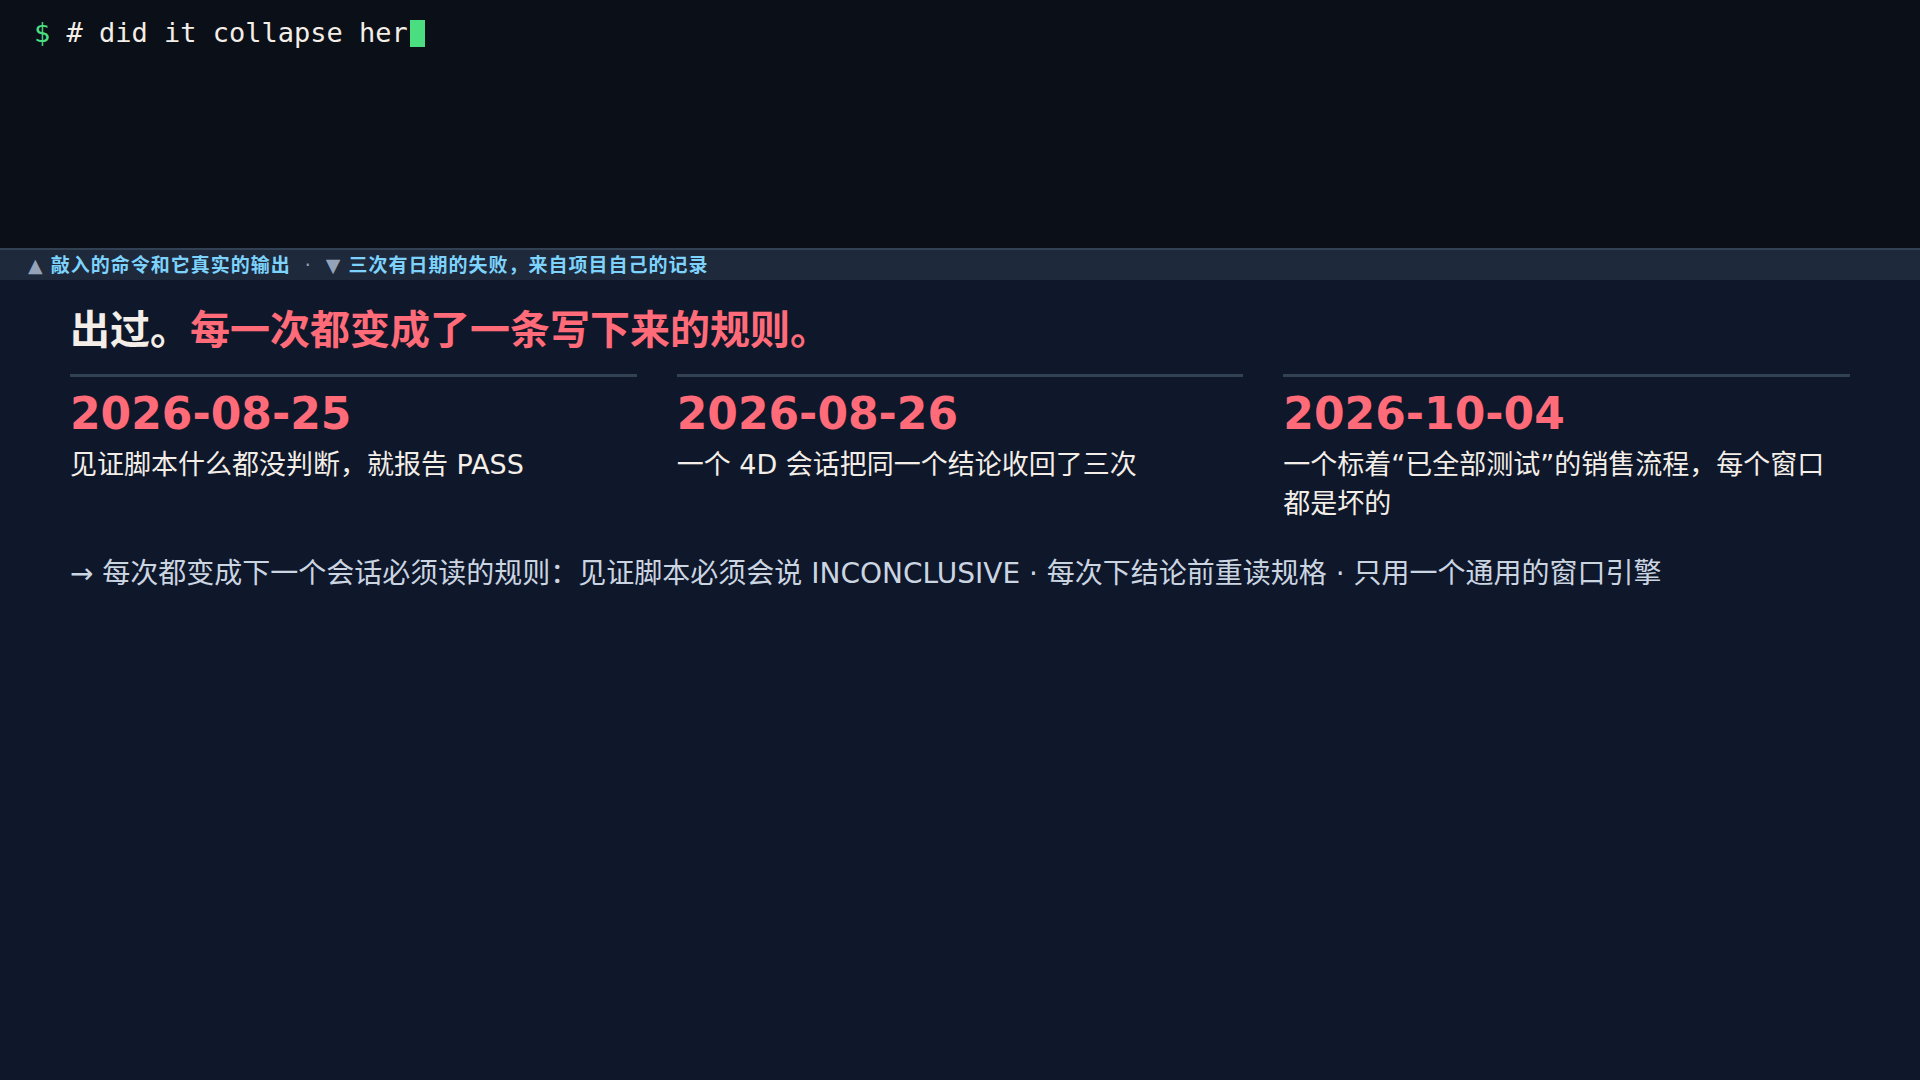 $ # did it collapse her
▲ 敲入的命令和它真实的输出 · ▼ 三次有日期的失败，来自项目自己的记录
出过。每一次都变成了一条写下来的规则。
2026-08-25
见证脚本什么都没判断，就报告 PASS
2026-08-26
一个 4D 会话把同一个结论收回了三次
2026-10-04
一个标着“已全部测试”的销售流程，每个窗口
都是坏的
→ 每次都变成下一个会话必须读的规则：见证脚本必须会说 INCONCLUSIVE · 每次下结论前重读规格 · 只用一个通用的窗口引擎